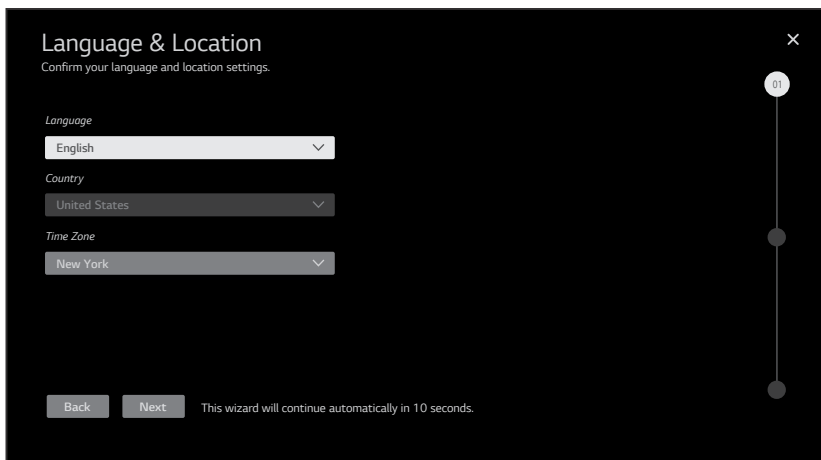 Language & Location
Confirm your language and location settings.
01
Language
English
Country
United States
Time Zone
New York
Back
Next
This wizard will continue automatically in 10 seconds.